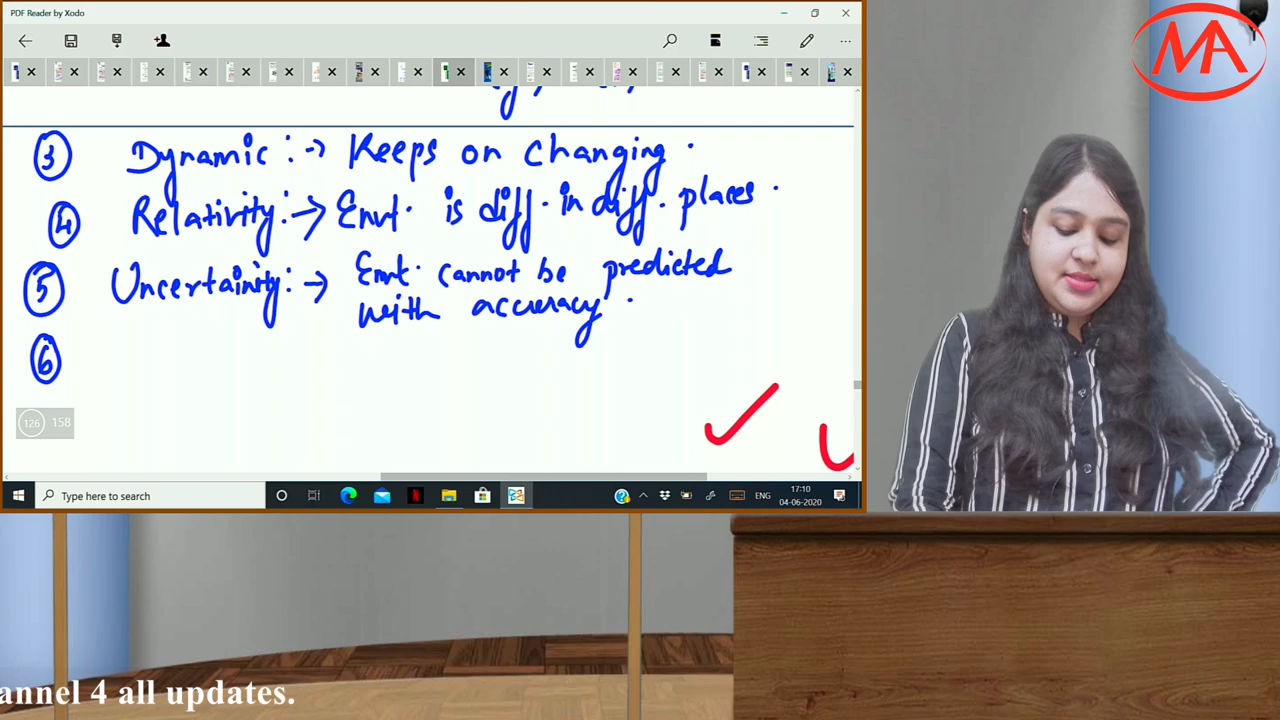 PDF Reader by Xodo
MA
③ Dynamic :-> Keeps on changing.
④ Relativity :-> Envt. is diff. in diff. places.
⑤ Uncertainity :-> Envt. cannot be predicted
with accuracy.
⑥
126 158
Type here to search
ENG
17:10
04-06-2020
annel 4 all updates.